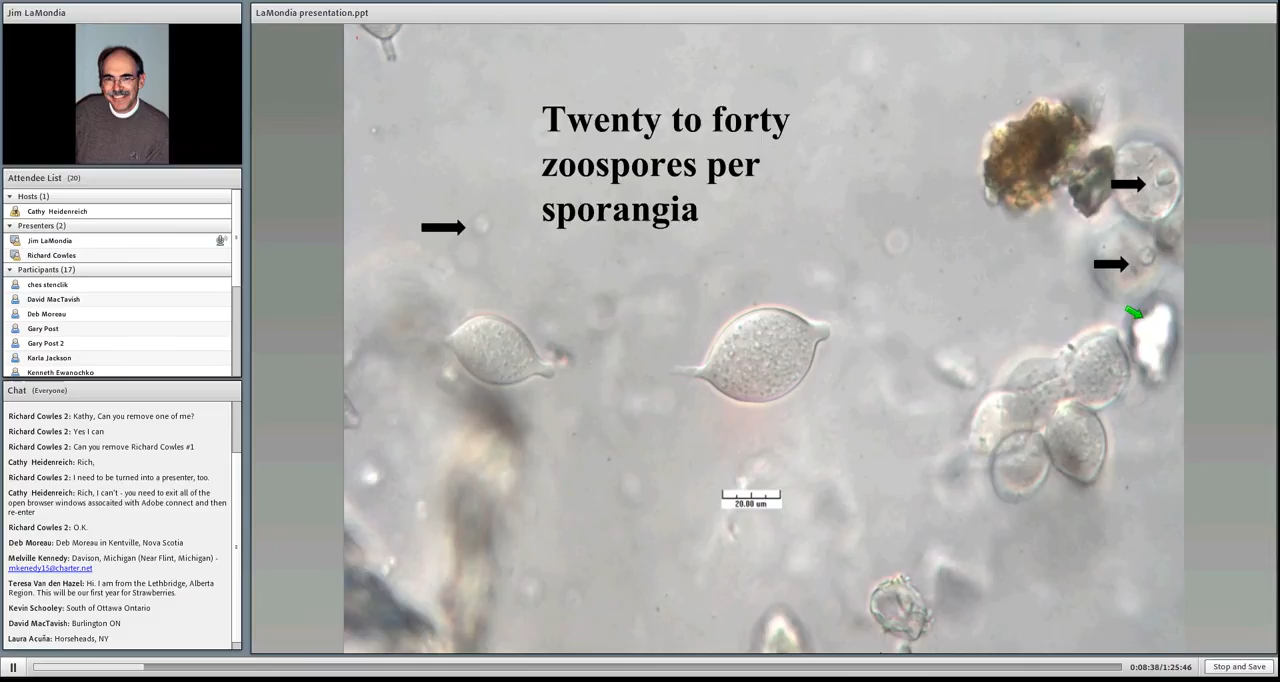 Jim LaMondia
Attendee List (20)
Hosts (1)
Cathy Heidenreich
Presenters (2)
Jim LaMondia
Richard Cowles
Participants (17)
ches stenclik
David MacTavish
Deb Moreau
Gary Post
Gary Post 2
Karla Jackson
Kenneth Ewanochko
Chat (Everyone)
Richard Cowles 2: Kathy, Can you remove one of me?
Richard Cowles 2: Yes I can
Richard Cowles 2: Can you remove Richard Cowles #1
Cathy Heidenreich: Rich,
Richard Cowles 2: I need to be turned into a presenter, too.
Cathy Heidenreich: Rich, I can't - you need to exit all of the
open browser windows assocaited with Adobe connect and then
re-enter
Richard Cowles 2: O.K.
Deb Moreau: Deb Moreau in Kentville, Nova Scotia
Melville Kennedy: Davison, Michigan (Near Flint, Michigan) -
mkenedy15@charter.net
Teresa Van den Hazel: Hi. I am from the Lethbridge, Alberta
Region. This will be our first year for Strawberries.
Kevin Schooley: South of Ottawa Ontario
David MacTavish: Burlington ON
Laura Acuña: Horseheads, NY
LaMondia presentation.ppt
Twenty to forty
zoospores per
sporangia
20.00 um
0:08:38/1:25:46
Stop and Save